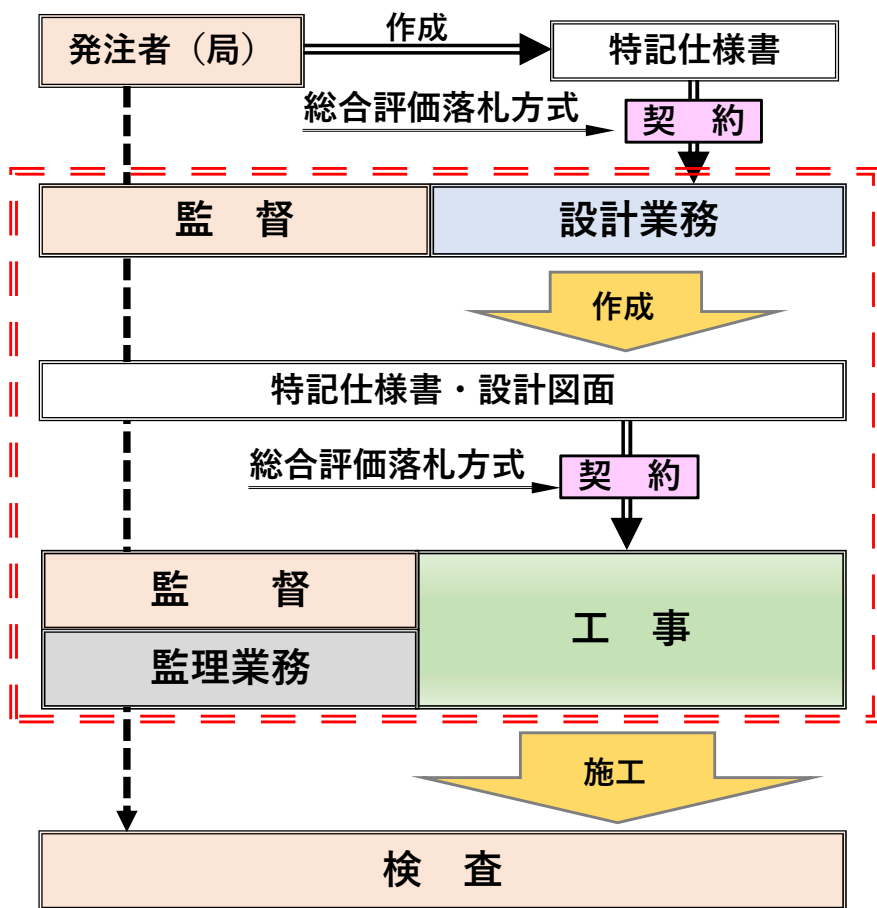 発注者（局）
作成
特記仕様書
総合評価落札方式
契　約
監　督
設計業務
作成
特記仕様書・設計図面
総合評価落札方式
契　約
監　　督
工　事
監理業務
施工
検　査